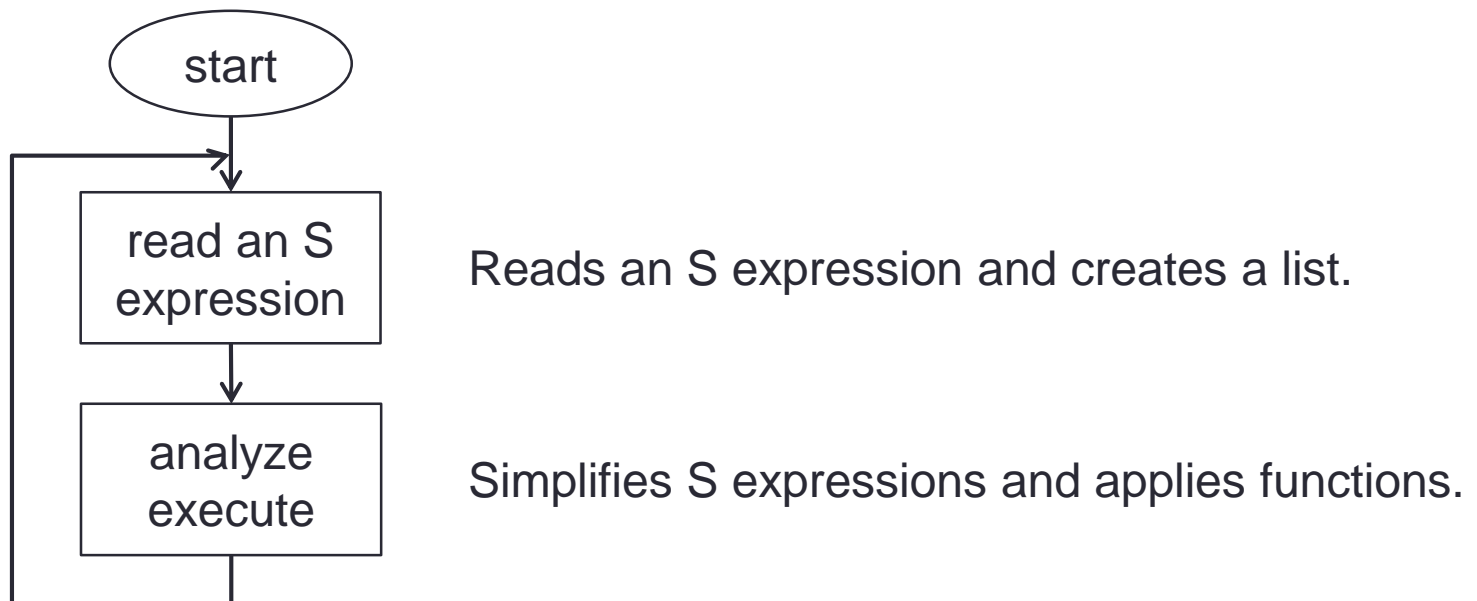 start
read an S
expression
Reads an S expression and creates a list.
analyze
execute
Simplifies S expressions and applies functions.